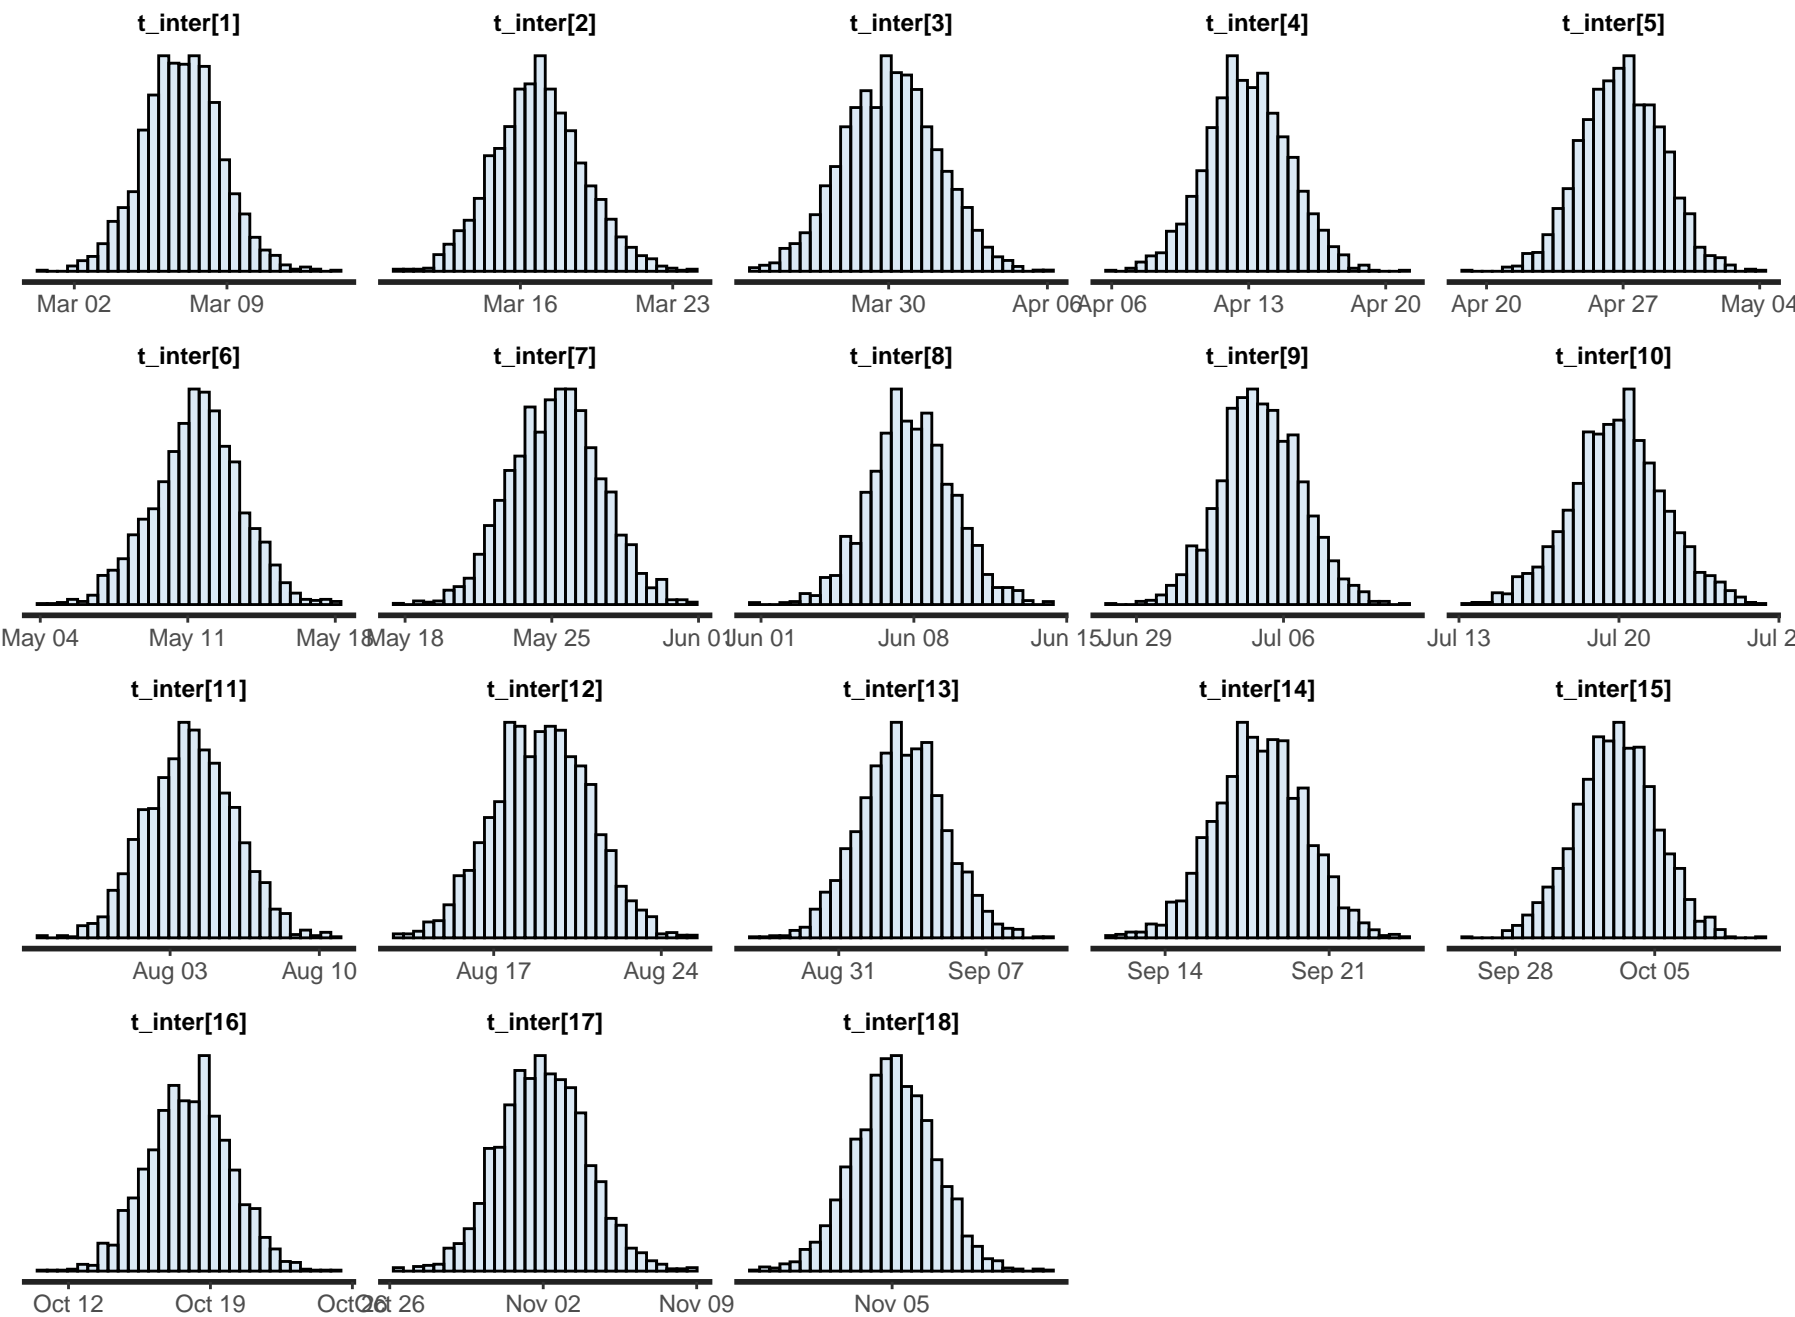 t_inter[1] t_inter[2] t_inter[3] t_inter[4] t_inter[5]
Mar 02 Mar 09 Mar 16 Mar 23 Mar 30 Apr 06 Apr 06 Apr 13 Apr 20 Apr 20 Apr 27 May 04
t_inter[6] t_inter[7] t_inter[8] t_inter[9] t_inter[10]
May 04 May 11 May 18 May 18 May 25 Jun 01 Jun 01 Jun 08 Jun 15 Jun 29 Jul 06 Jul 13 Jul 20 Jul 2
t_inter[11] t_inter[12] t_inter[13] t_inter[14] t_inter[15]
Aug 03 Aug 10 Aug 17 Aug 24 Aug 31 Sep 07 Sep 14 Sep 21 Sep 28 Oct 05
t_inter[16] t_inter[17] t_inter[18]
Oct 12 Oct 19 Oct 26 Oct 26 Nov 02 Nov 09 Nov 05